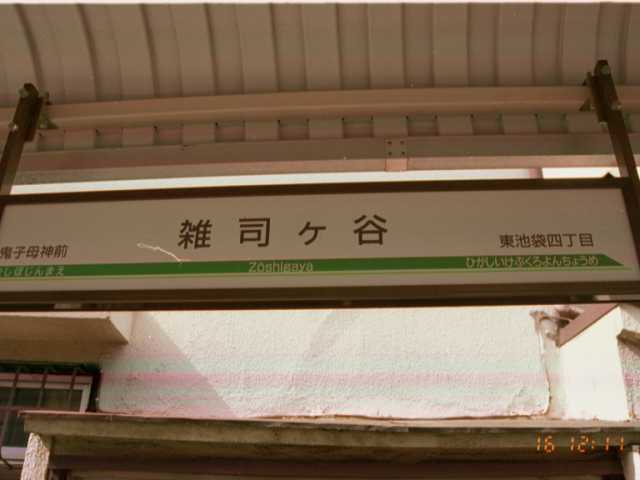 雑司ヶ谷
鬼子母神前
東池袋四丁目
しぼじんまえ
Zōshigaya
ひがしいけぶくろよんちょうめ
16 12:11